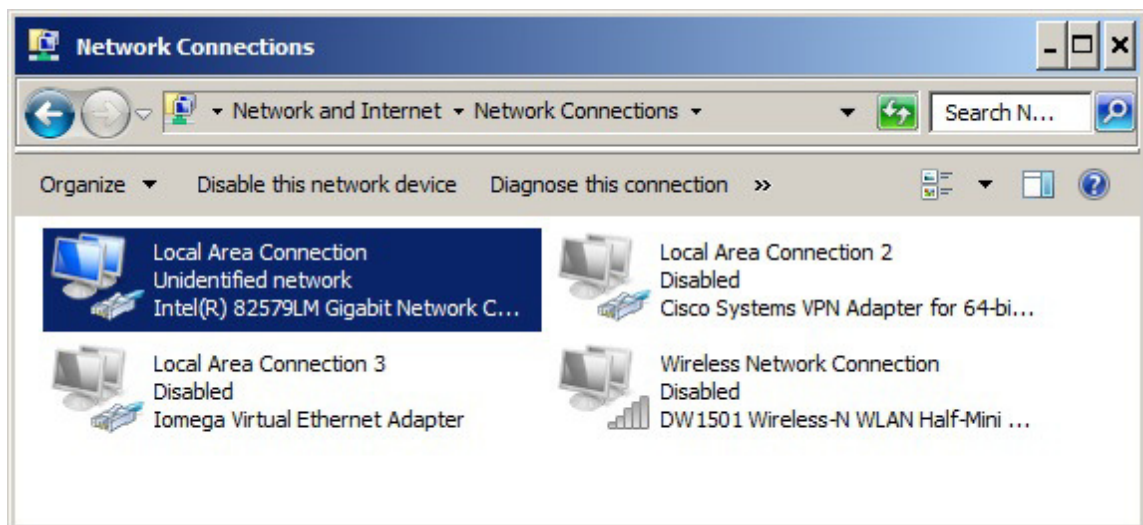 Network Connections
Network and Internet Network Connections Search N...
Organize Disable this network device Diagnose this connection »
Local Area Connection
Unidentified network
Intel(R) 82579LM Gigabit Network C...
Local Area Connection 2
Disabled
Cisco Systems VPN Adapter for 64-bi...
Local Area Connection 3
Disabled
Iomega Virtual Ethernet Adapter
Wireless Network Connection
Disabled
DW1501 Wireless-N WLAN Half-Mini ...